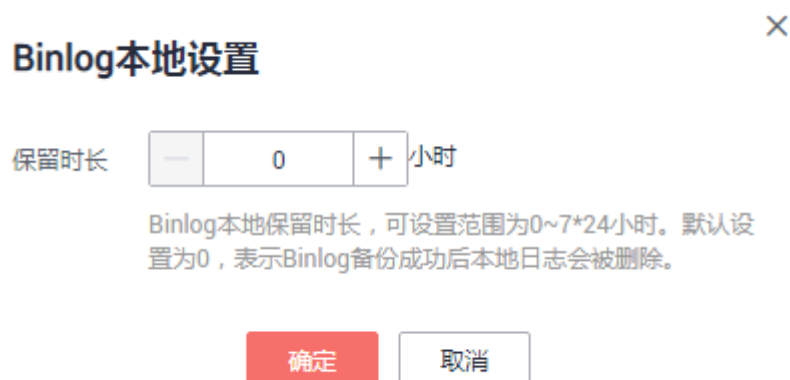 Binlog本地设置
保留时长 0 小时
Binlog本地保留时长，可设置范围为0~7*24小时。默认设
置为0，表示Binlog备份成功后本地日志会被删除。
确定 取消